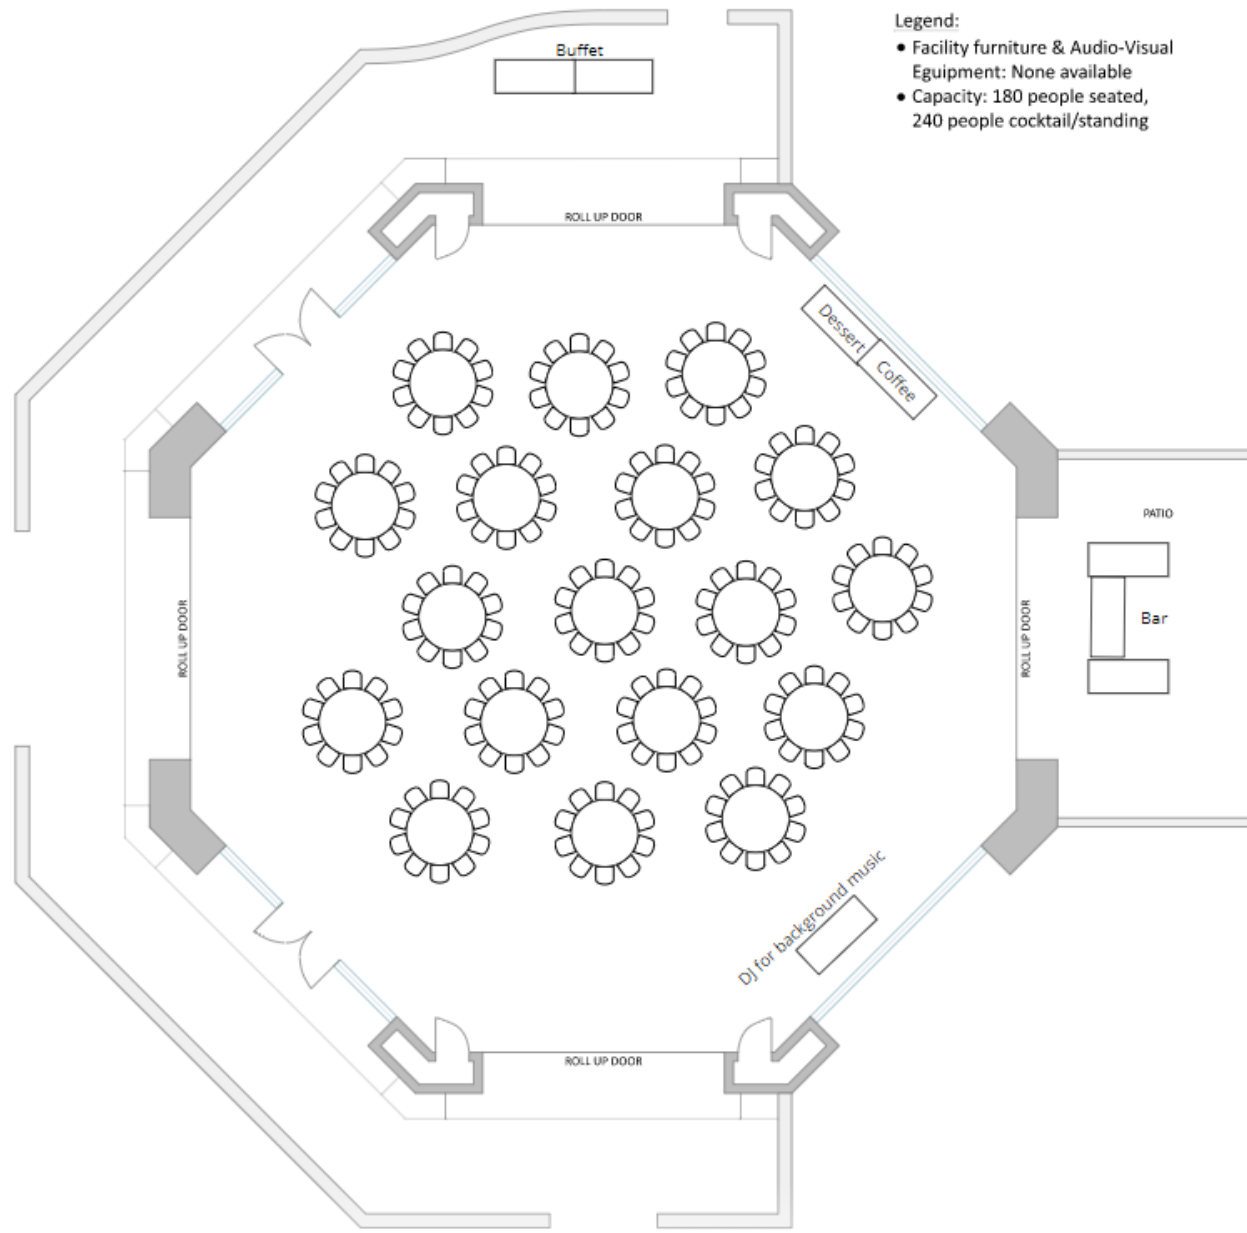 Legend:
• Facility furniture & Audio-Visual
Eguipment: None available
• Capacity: 180 people seated,
240 people cocktail/standing
Buffet
ROLL UP DOOR
Dessert
Coffee
PATIO
ROLL UP DOOR
ROLL UP DOOR
Bar
DJ for background music
ROLL UP DOOR